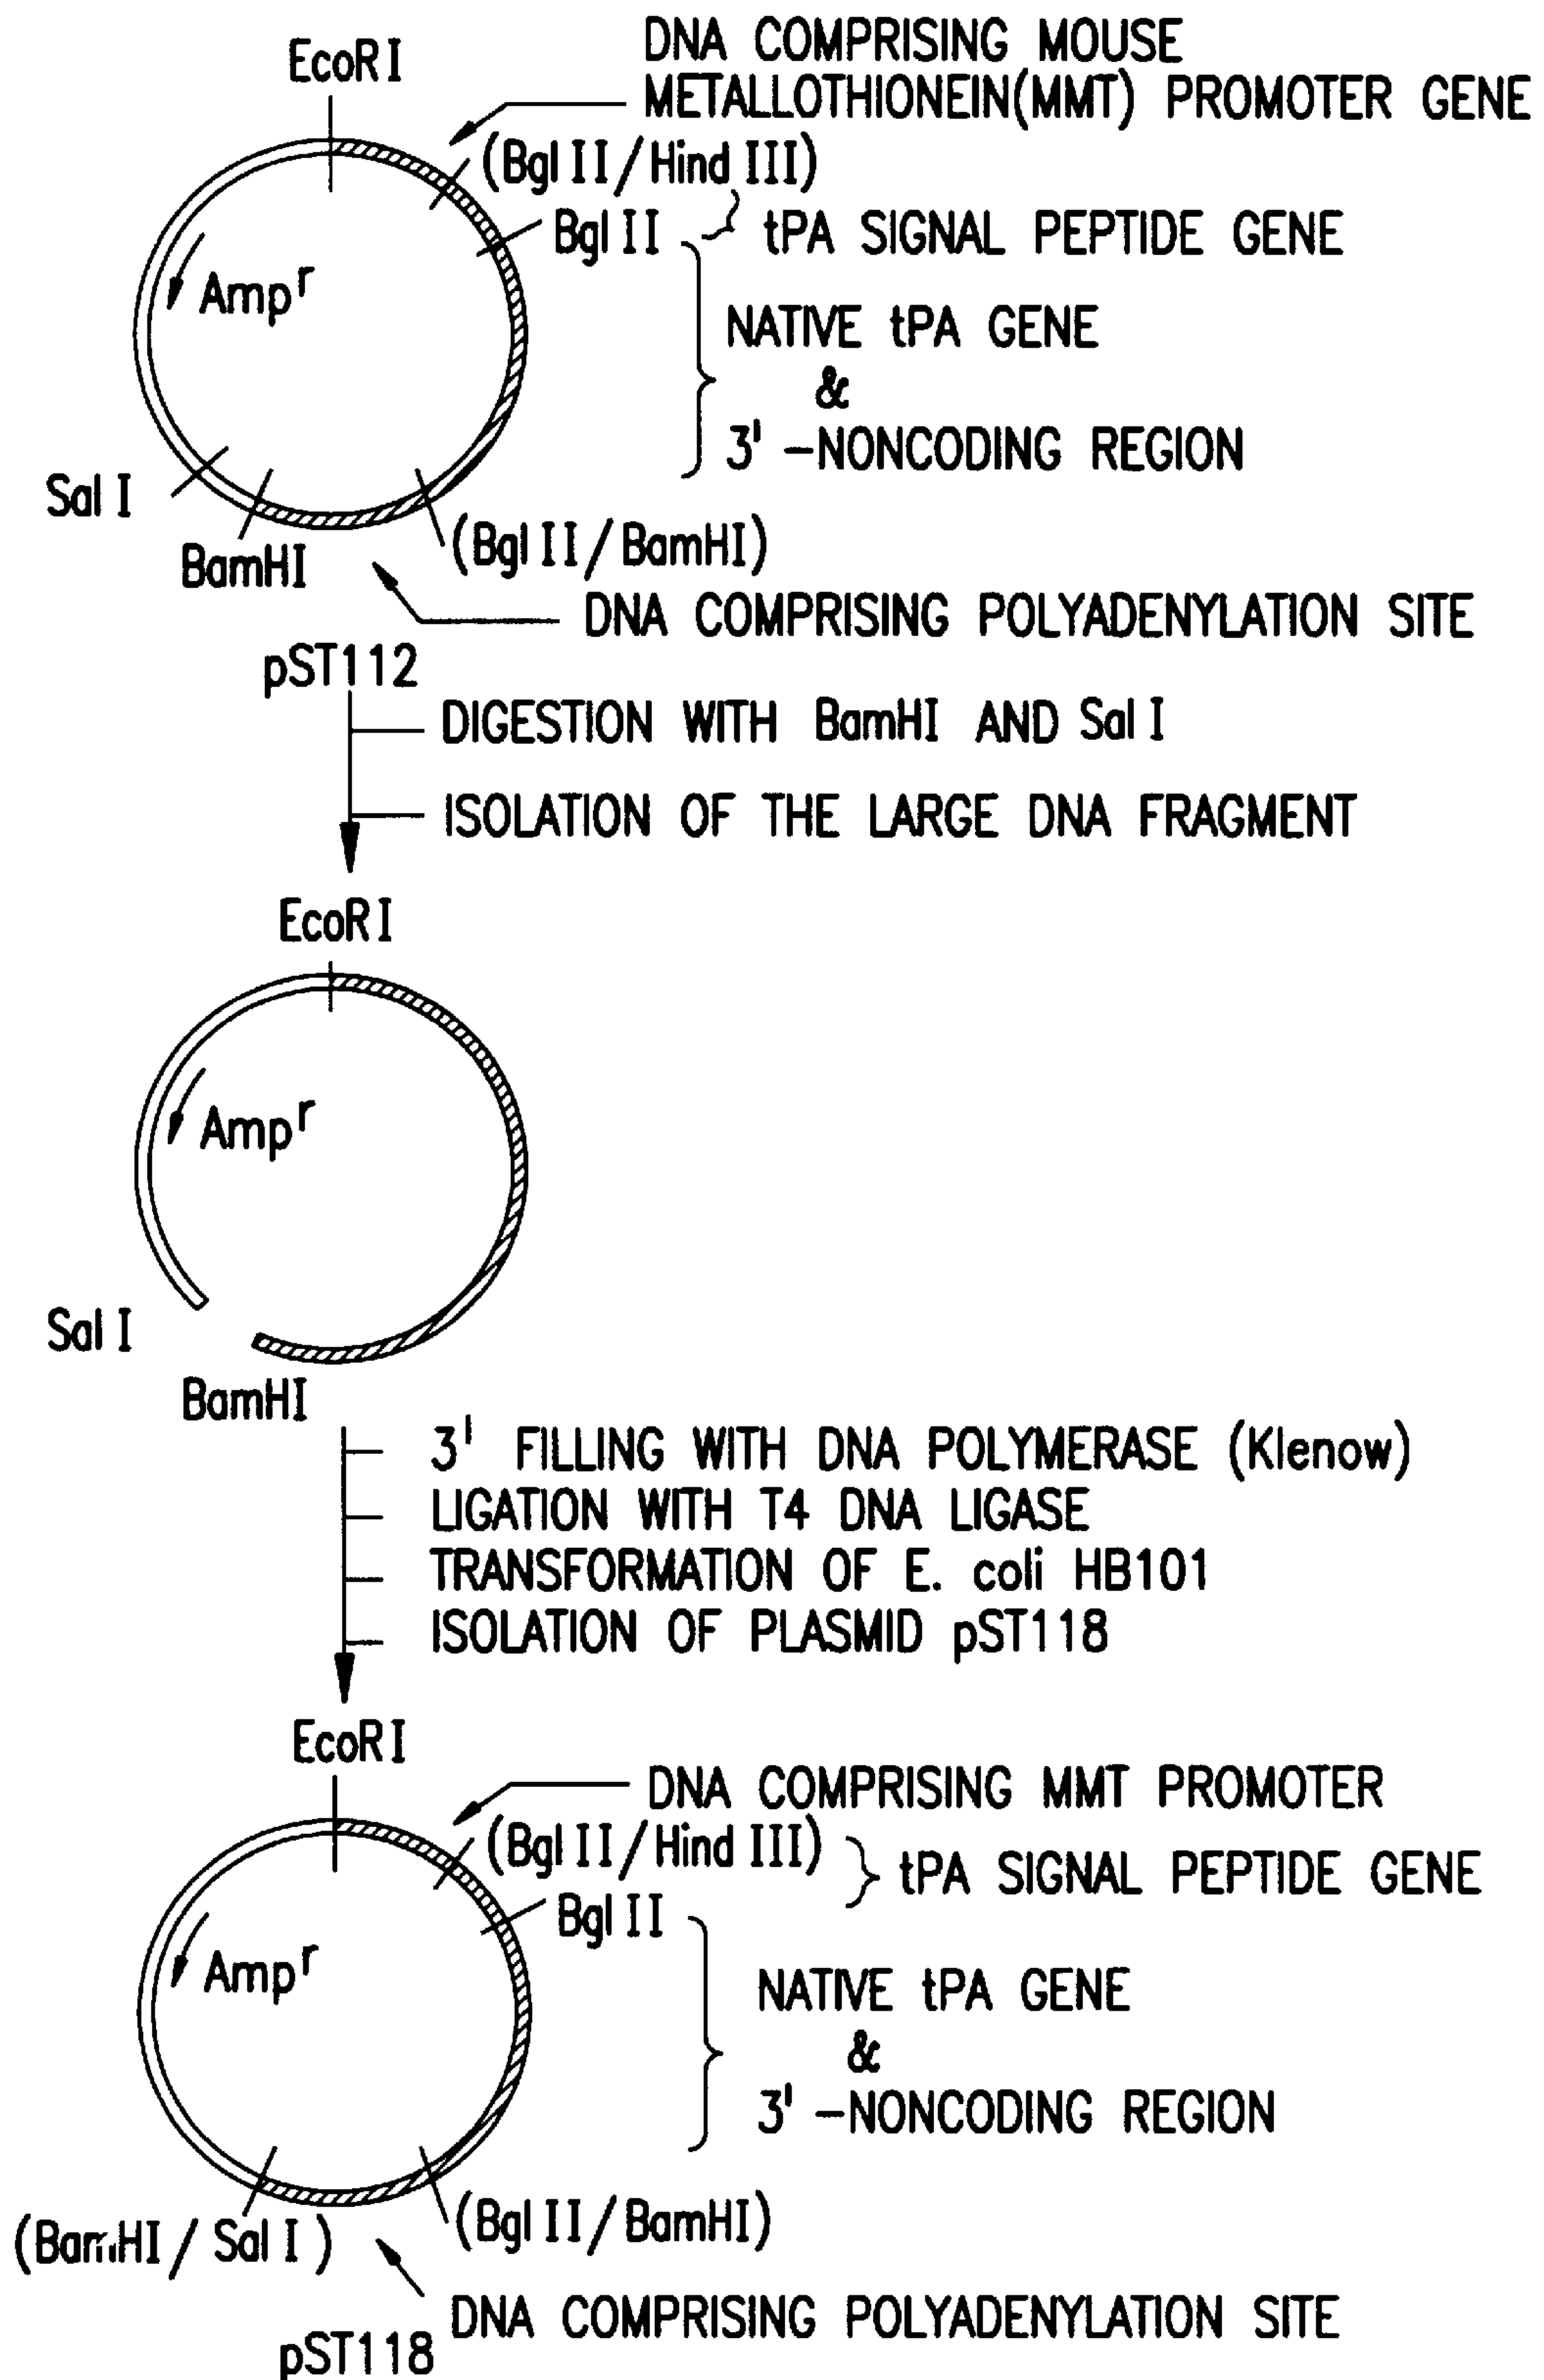 EcoRI
DNA COMPRISING MOUSE
METALLOTHIONEIN(MMT) PROMOTER GENE
(Bgl II/Hind III)
Bgl II
tPA SIGNAL PEPTIDE GENE
Amp^r
NATIVE tPA GENE
&
3' -NONCODING REGION
Sal I
BamHI
(Bgl II/BamHI)
DNA COMPRISING POLYADENYLATION SITE
pST112
DIGESTION WITH BamHI AND Sal I
ISOLATION OF THE LARGE DNA FRAGMENT
EcoRI
Amp^r
Sal I
BamHI
3' FILLING WITH DNA POLYMERASE (Klenow)
LIGATION WITH T4 DNA LIGASE
TRANSFORMATION OF E. coli HB101
ISOLATION OF PLASMID pST118
EcoRI
DNA COMPRISING MMT PROMOTER
(Bgl II/Hind III)
tPA SIGNAL PEPTIDE GENE
Bgl II
Amp^r
NATIVE tPA GENE
&
3' -NONCODING REGION
(BamHI/Sal I)
(Bgl II/BamHI)
DNA COMPRISING POLYADENYLATION SITE
pST118